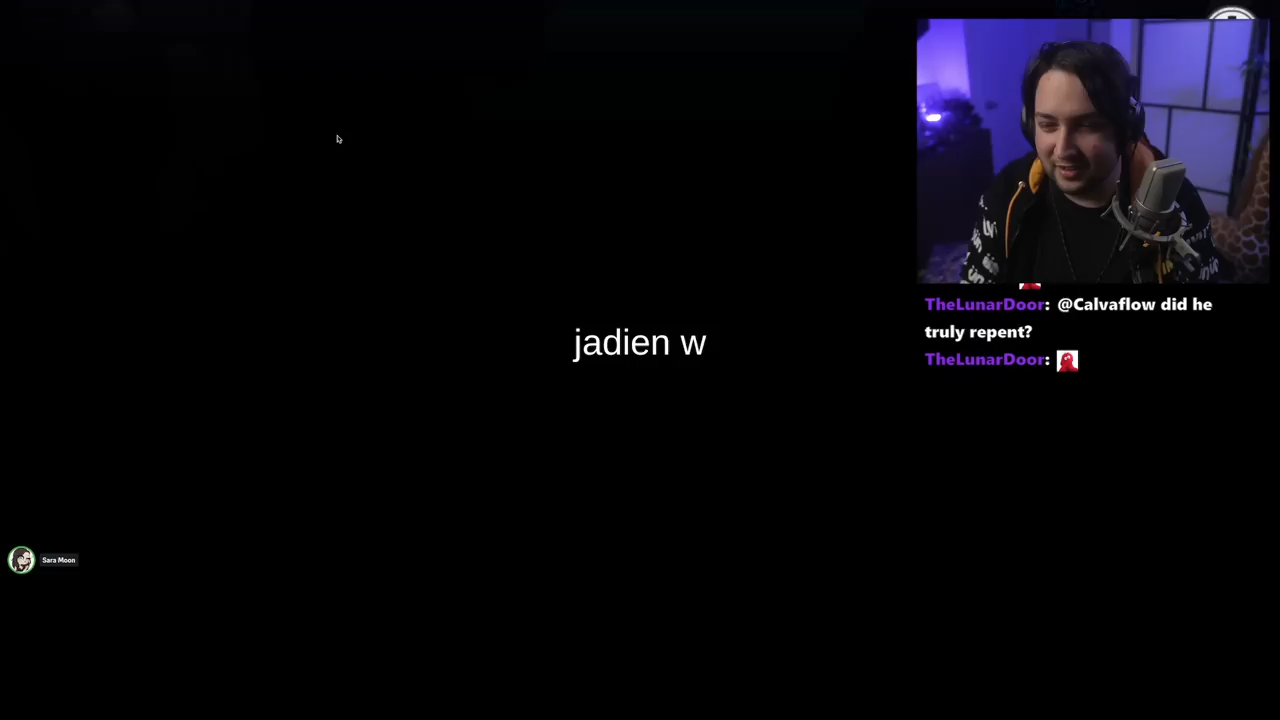 TheLunarDoor: @Calvaflow did he
truly repent?
TheLunarDoor:
jadien w
Sara Moon